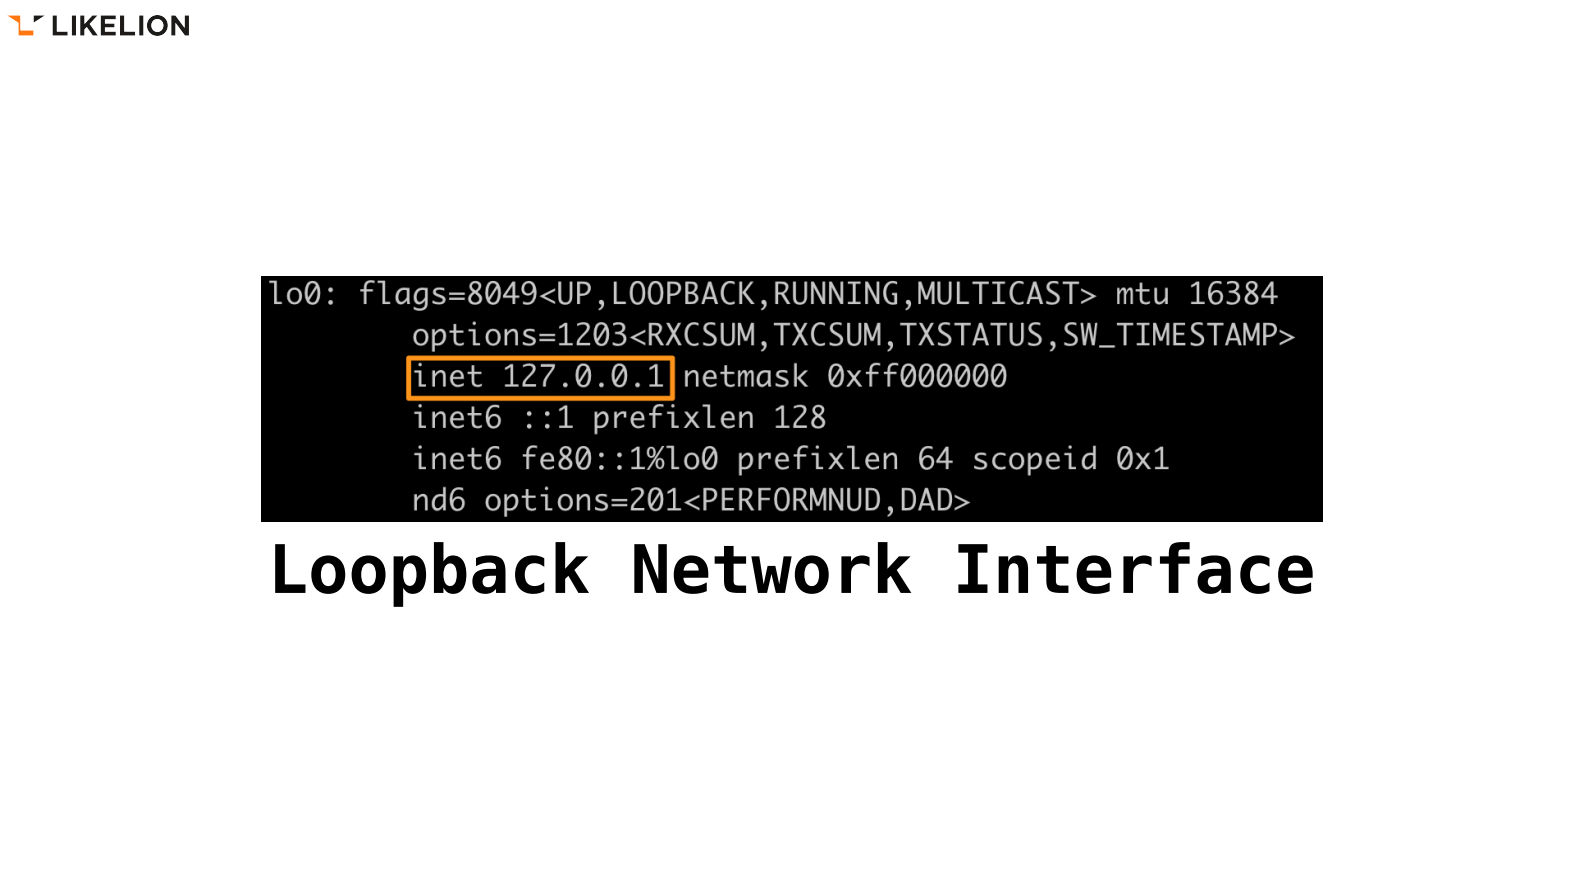 LIKELION
lo0: flags=8049<UP,LOOPBACK,RUNNING,MULTICAST> mtu 16384
options=1203<RXCSUM,TXCSUM,TXSTATUS,SW_TIMESTAMP>
inet 127.0.0.1 netmask 0xff000000
inet6 ::1 prefixlen 128
inet6 fe80::1%lo0 prefixlen 64 scopeid 0x1
nd6 options=201<PERFORMNUD,DAD>
Loopback Network Interface